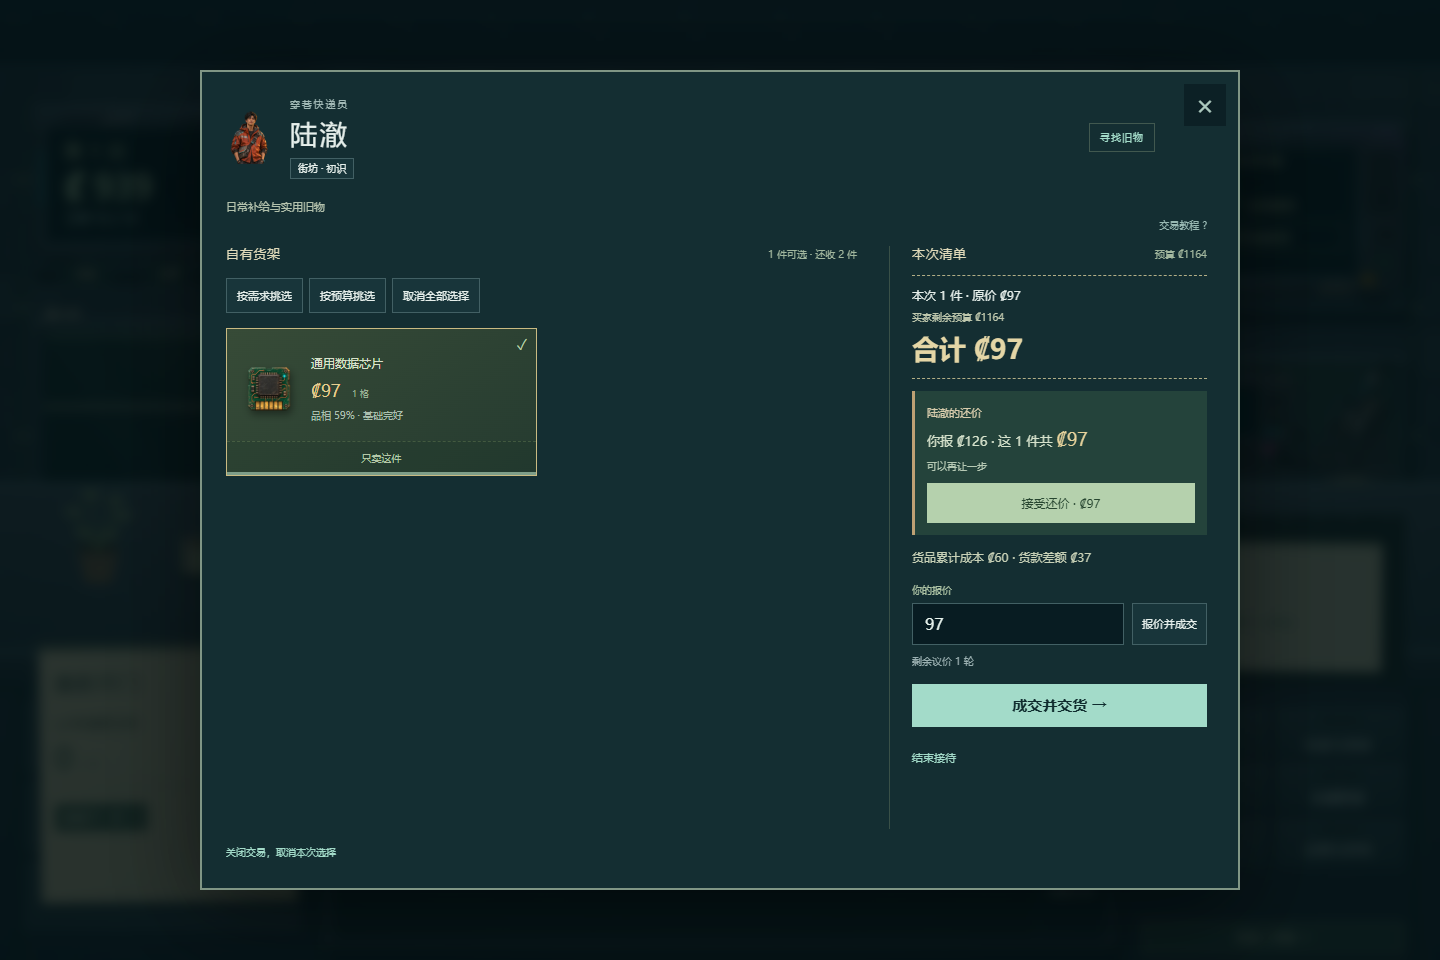 穿巷快递员
陆澈
街坊 · 初识
寻找旧物
日常补给与实用旧物
交易教程 ?
自有货架
1 件可选 · 还收 2 件
按需求挑选
按预算挑选
取消全部选择
通用数据芯片
₡97 1 格
品相 59% · 基础完好
只卖这件
本次清单
预算 ₡1164
本次 1 件 · 原价 ₡97
买家剩余预算 ₡1164
合计 ₡97
陆澈的还价
你报 ₡126 · 这 1 件共 ₡97
可以再让一步
接受还价 · ₡97
货品累计成本 ₡60 · 货款差额 ₡37
你的报价
97
报价并成交
剩余议价 1 轮
成交并交货 →
结束接待
关闭交易，取消本次选择